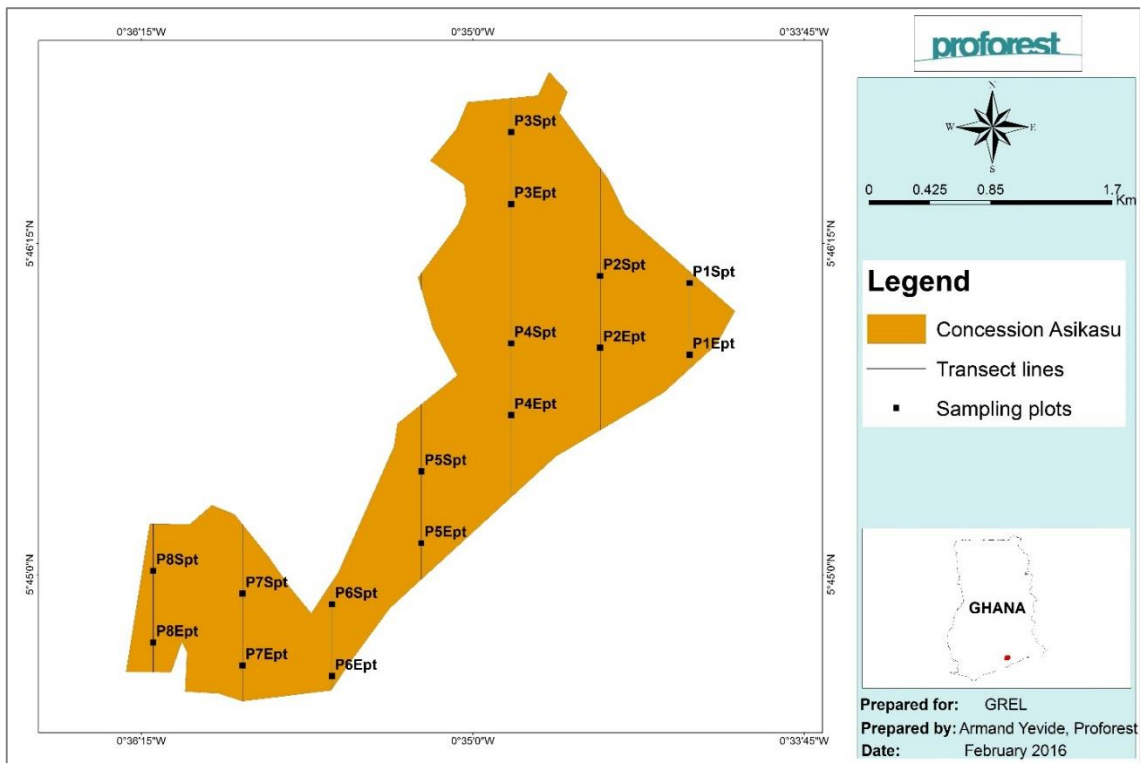 0°36'15"W 0°35'0"W 0°33'45"W
proforest
N
W E
S
0 0.425 0.85 1.7
Km
P3Spt
P3Ept
5°46'15"N 5°46'15"N
P2Spt
P1Spt
P4Spt
P2Ept
P1Ept
P4Ept
Legend
Concession Asikasu
Transect lines
Sampling plots
P5Spt
P5Ept
P8Spt
5°45'0"N 5°45'0"N
P7Spt
P6Spt
P8Ept
P7Ept
P6Ept
GHANA
Prepared for: GREL
Prepared by: Armand Yevide, Proforest
Date: February 2016
0°36'15"W 0°35'0"W 0°33'45"W